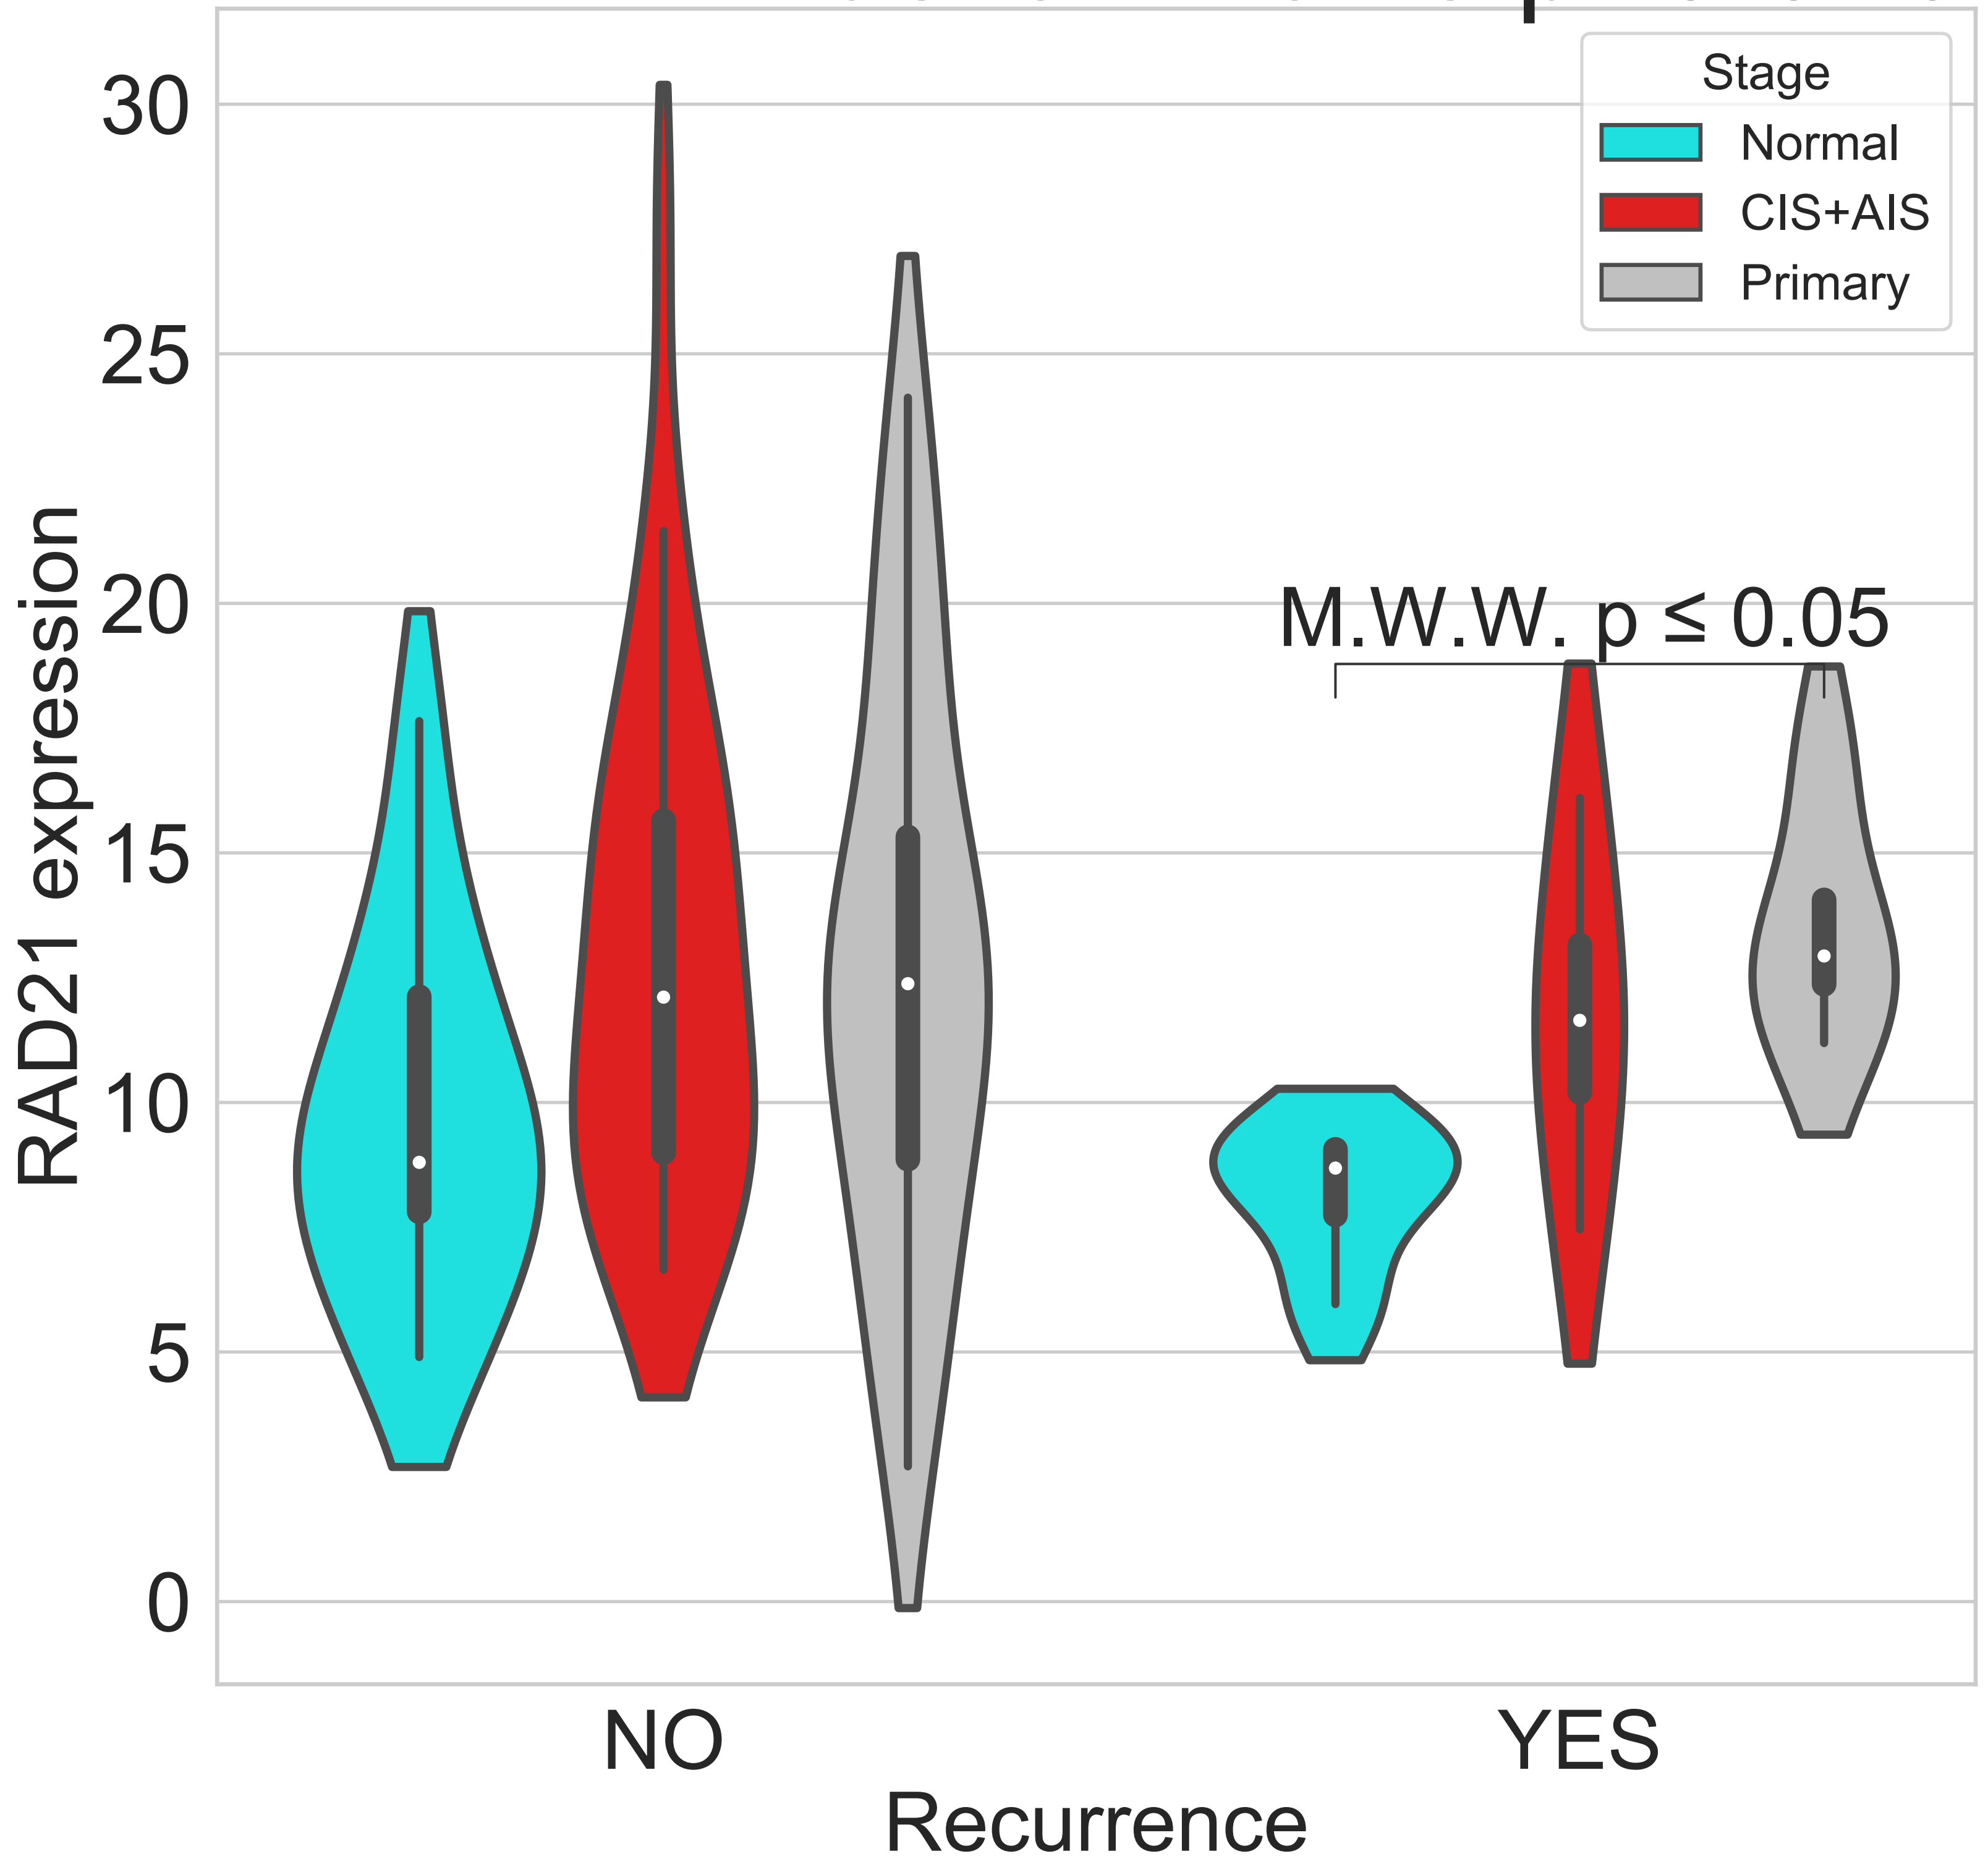 Stage
Normal
CIS+AIS
Primary
30
25
20
15
10
5
0
RAD21 expression
M.W.W. p ≤ 0.05
NO
YES
Recurrence